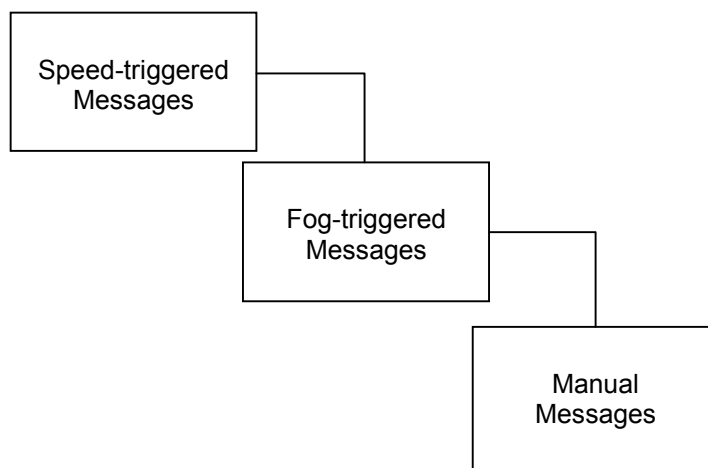 Speed-triggered
Messages
Fog-triggered
Messages
Manual
Messages